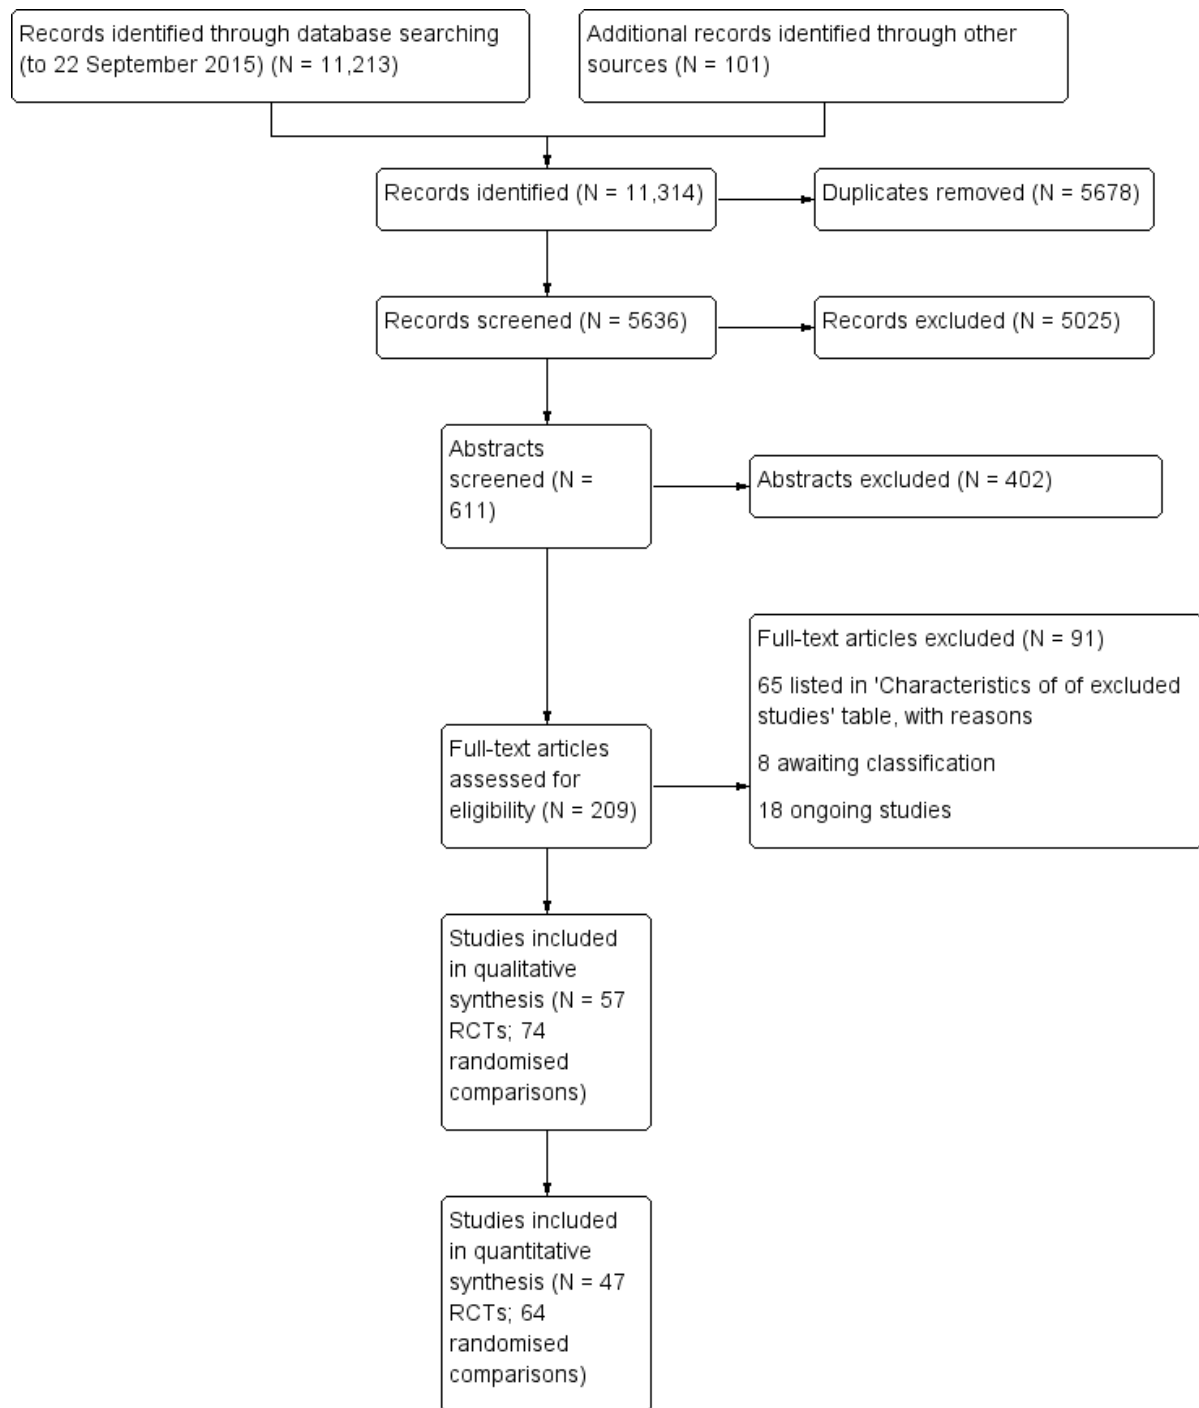 Records identified through database searching
(to 22 September 2015) (N = 11,213)
Additional records identified through other
sources (N = 101)
Records identified (N = 11,314)
Duplicates removed (N = 5678)
Records screened (N = 5636)
Records excluded (N = 5025)
Abstracts
screened (N =
611)
Abstracts excluded (N = 402)
Full-text articles excluded (N = 91)
65 listed in 'Characteristics of of excluded
studies' table, with reasons
8 awaiting classification
18 ongoing studies
Full-text articles
assessed for
eligibility (N = 209)
Studies included
in qualitative
synthesis (N = 57
RCTs; 74
randomised
comparisons)
Studies included
in quantitative
synthesis (N = 47
RCTs; 64
randomised
comparisons)